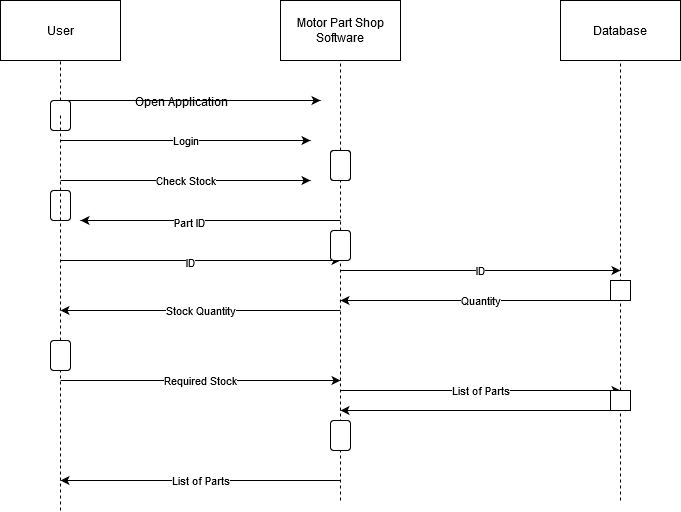 User
Motor Part Shop
Software
Database
Open Application
Login
Check Stock
Part ID
ID
ID
Quantity
Stock Quantity
Required Stock
List of Parts
List of Parts